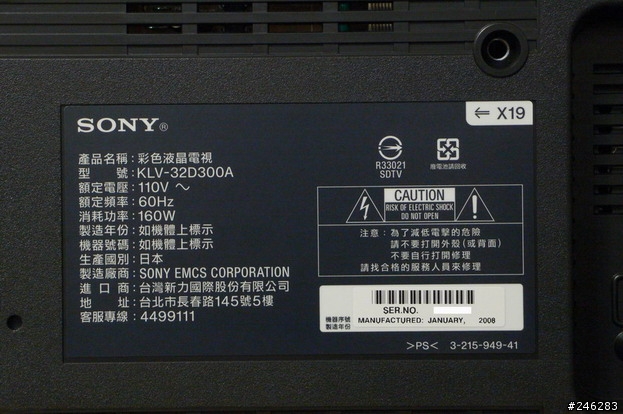 ⇐ X19
SONY®
產品名稱：彩色液晶電視
型　　號：KLV-32D300A
額定電壓：110V ～
額定頻率：60Hz
消耗功率：160W
製造年份：如機體上標示
機器號碼：如機體上標示
生產國別：日本
製造廠商：SONY EMCS CORPORATION
進 口 商：台灣新力國際股份有限公司
地　　址：台北市長春路145號5樓
客服專線：4499111
R33021
SDTV
廢電池請回收
CAUTION
RISK OF ELECTRIC SHOCK
DO NOT OPEN
注意：為了減低電擊的危險
請不要打開外殼(或背面)
不要自行打開修理
請找合格的服務人員來修理
機器序號
製造年份
SER.NO.
MANUFACTURED: JANUARY, 2008
>PS< 3-215-949-41
#246283